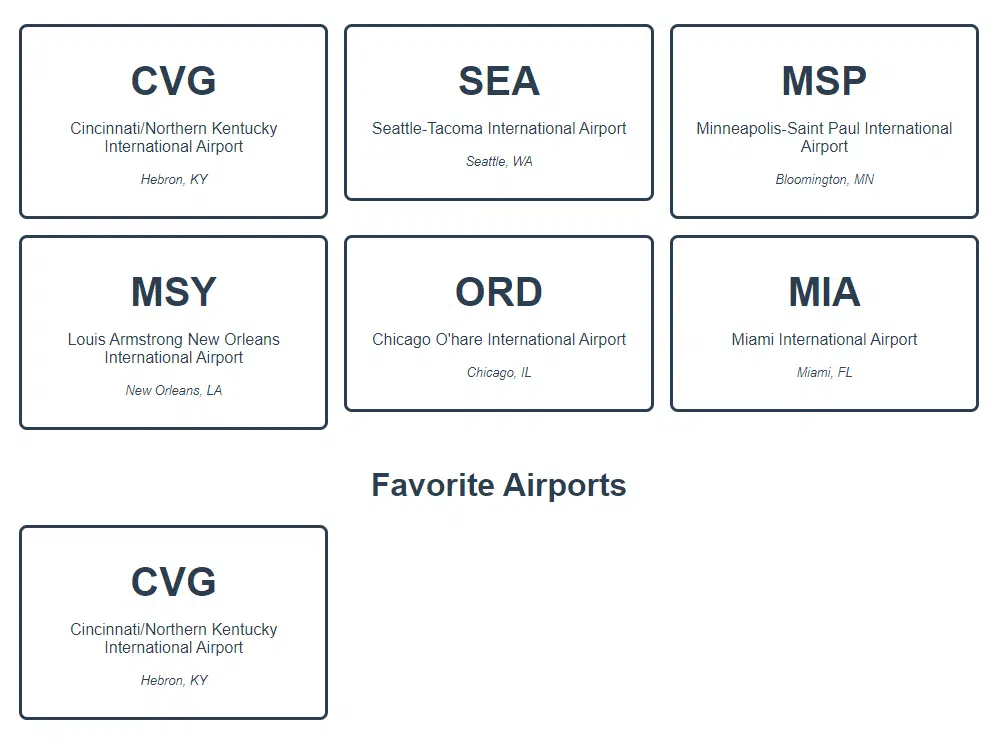 CVG
Cincinnati/Northern Kentucky
International Airport
Hebron, KY
SEA
Seattle-Tacoma International Airport
Seattle, WA
MSP
Minneapolis-Saint Paul International
Airport
Bloomington, MN
MSY
Louis Armstrong New Orleans
International Airport
New Orleans, LA
ORD
Chicago O'hare International Airport
Chicago, IL
MIA
Miami International Airport
Miami, FL
Favorite Airports
CVG
Cincinnati/Northern Kentucky
International Airport
Hebron, KY